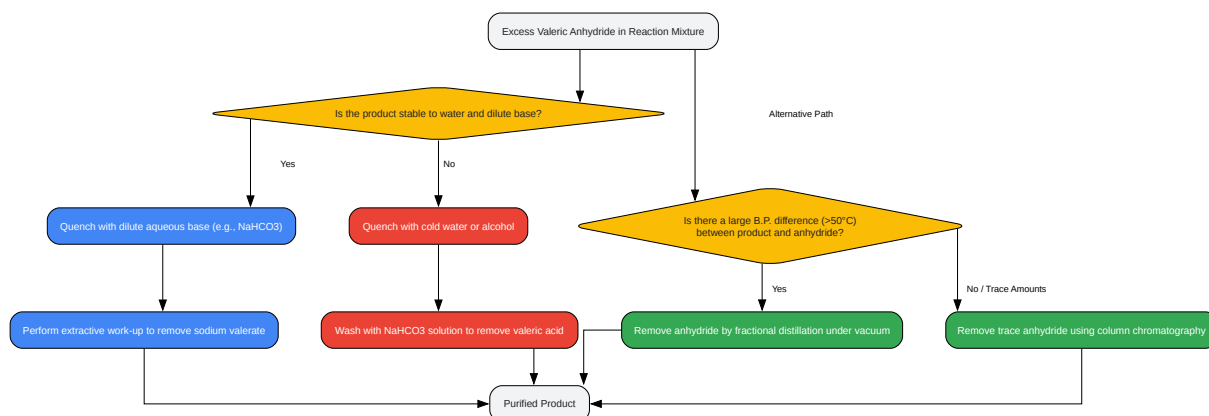 Excess Valeric Anhydride in Reaction Mixture
Is the product stable to water and dilute base?
Alternative Path
Yes
No
Quench with dilute aqueous base (e.g., NaHCO3)
Quench with cold water or alcohol
Is there a large B.P. difference (>50°C)
between product and anhydride?
Yes
No / Trace Amounts
Perform extractive work-up to remove sodium valerate
Wash with NaHCO3 solution to remove valeric acid
Remove anhydride by fractional distillation under vacuum
Remove trace anhydride using column chromatography
Purified Product